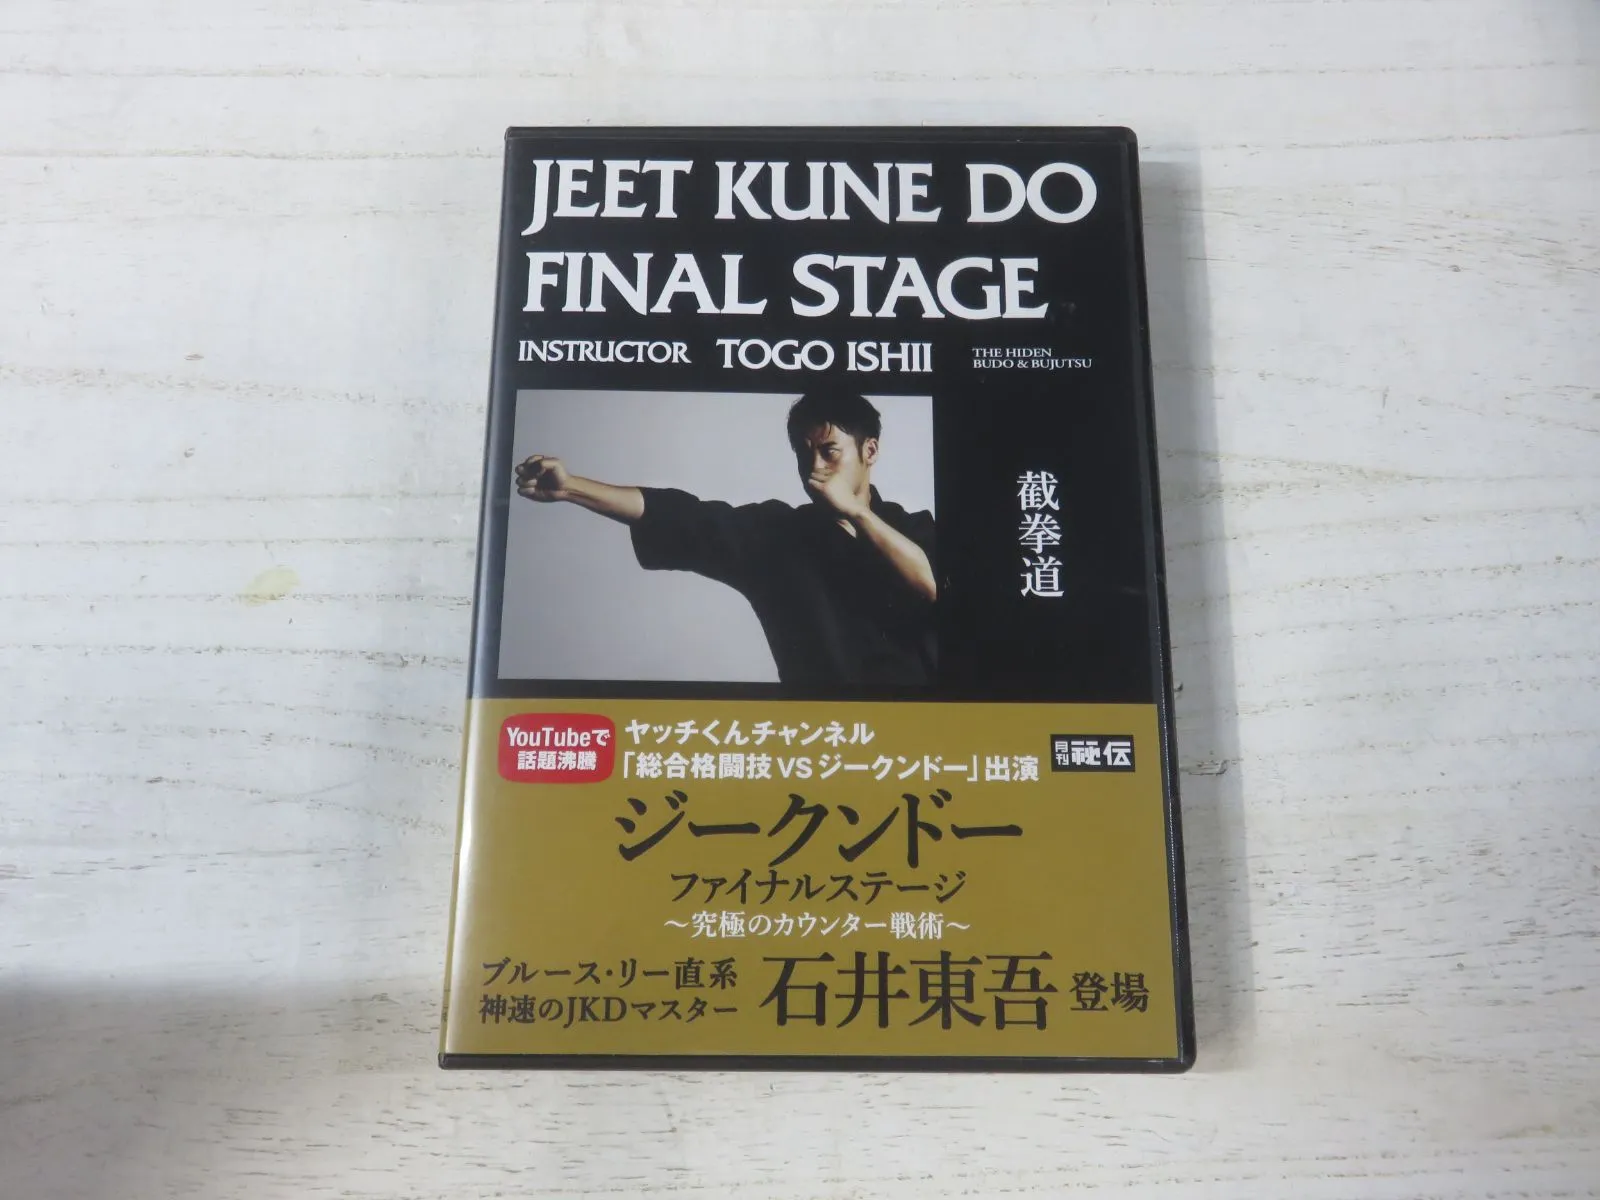 JEET KUNE DO
FINAL STAGE
INSTRUCTOR TOGO ISHII
THE HIDEN
BUDO & BUJUTSU
截拳道
YouTubeで
話題沸騰
ヤッチくんチャンネル
「総合格闘技 VS ジークンドー」出演
月刊 秘伝
ジークンドー
ファイナルステージ
～究極のカウンター戦術～
ブルース・リー直系
神速のJKDマスター
石井東吾 登場